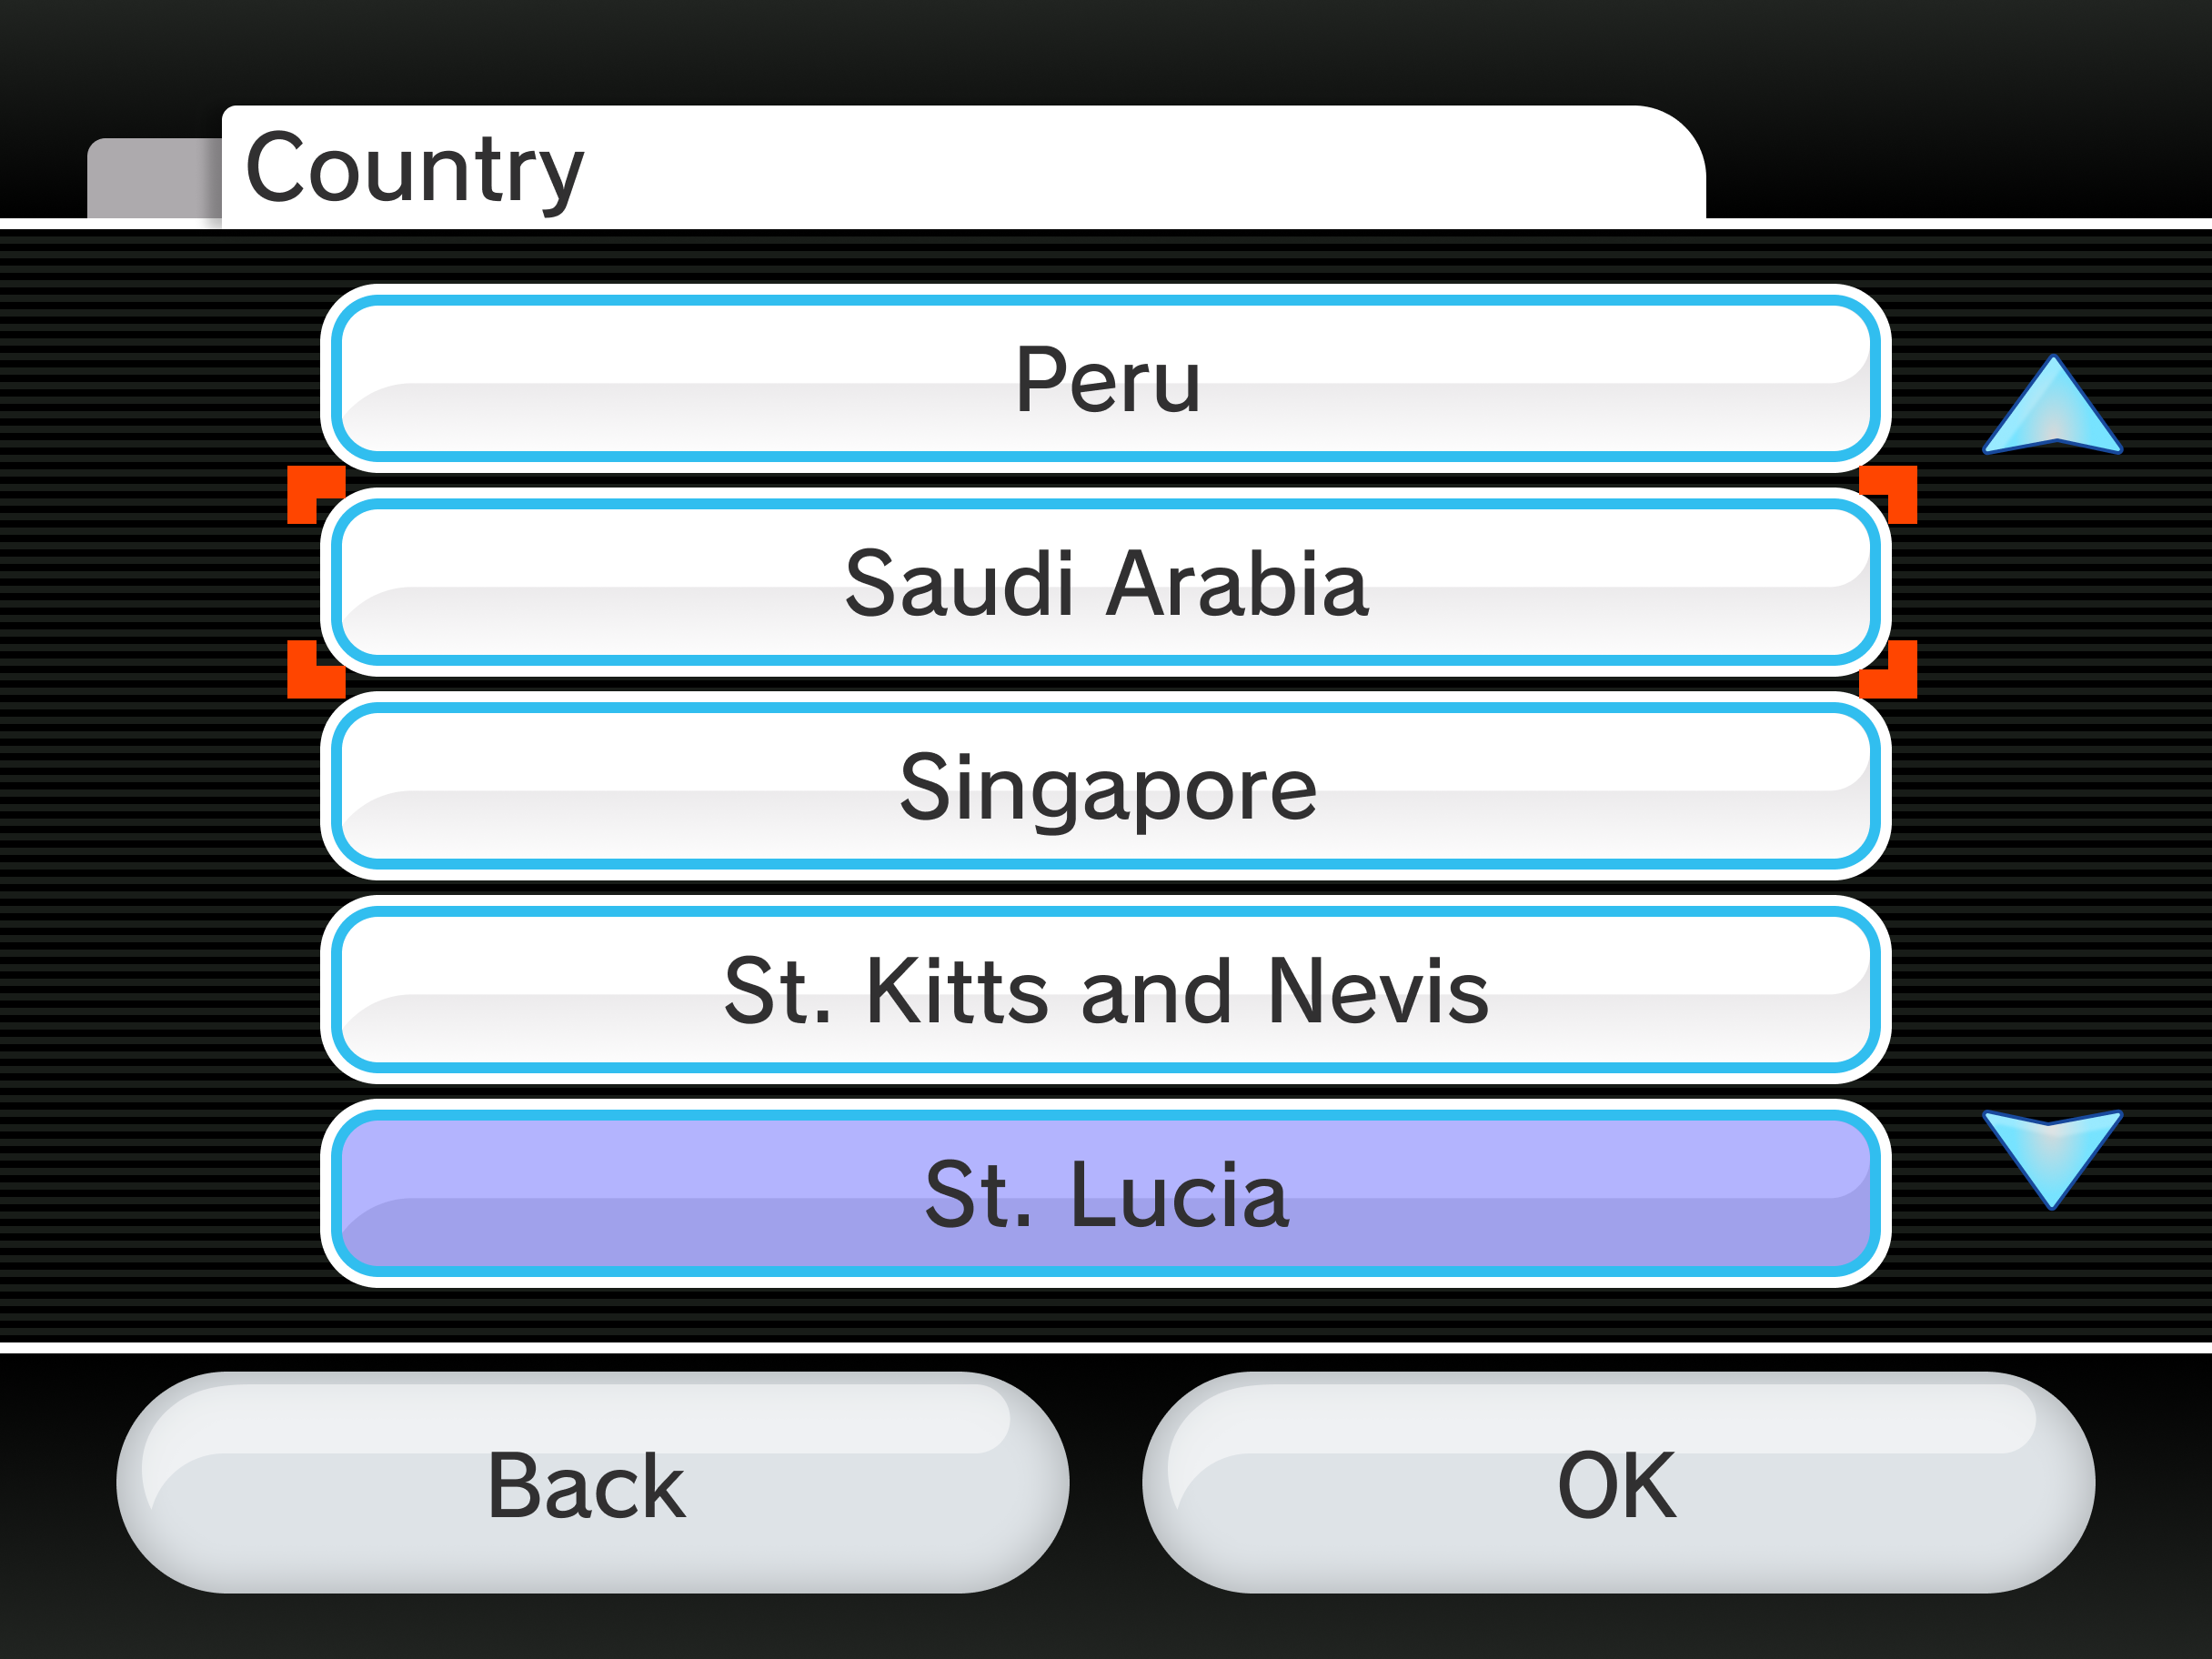 Country
Peru
Saudi Arabia
Singapore
St. Kitts and Nevis
St. Lucia
Back
OK